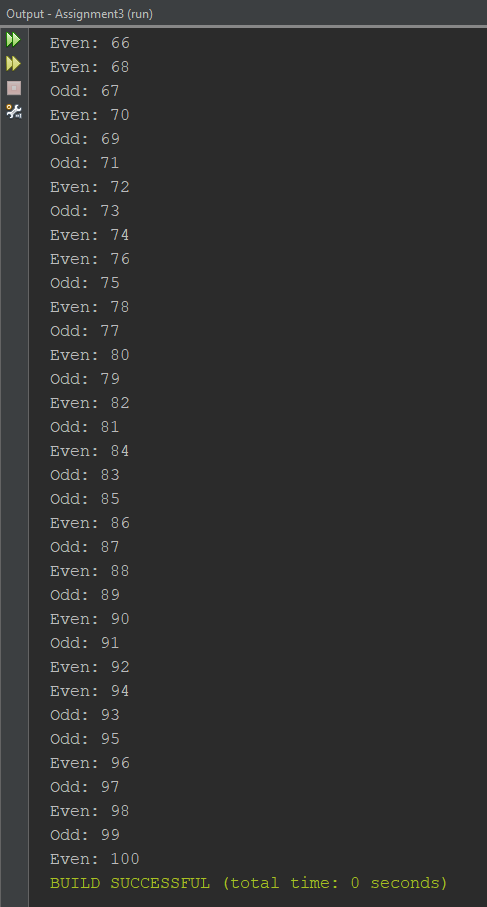 Output - Assignment3 (run)
Even: 66
Even: 68
Odd: 67
Even: 70
Odd: 69
Odd: 71
Even: 72
Odd: 73
Even: 74
Even: 76
Odd: 75
Even: 78
Odd: 77
Even: 80
Odd: 79
Even: 82
Odd: 81
Even: 84
Odd: 83
Odd: 85
Even: 86
Odd: 87
Even: 88
Odd: 89
Even: 90
Odd: 91
Even: 92
Even: 94
Odd: 93
Odd: 95
Even: 96
Odd: 97
Even: 98
Odd: 99
Even: 100
BUILD SUCCESSFUL (total time: 0 seconds)